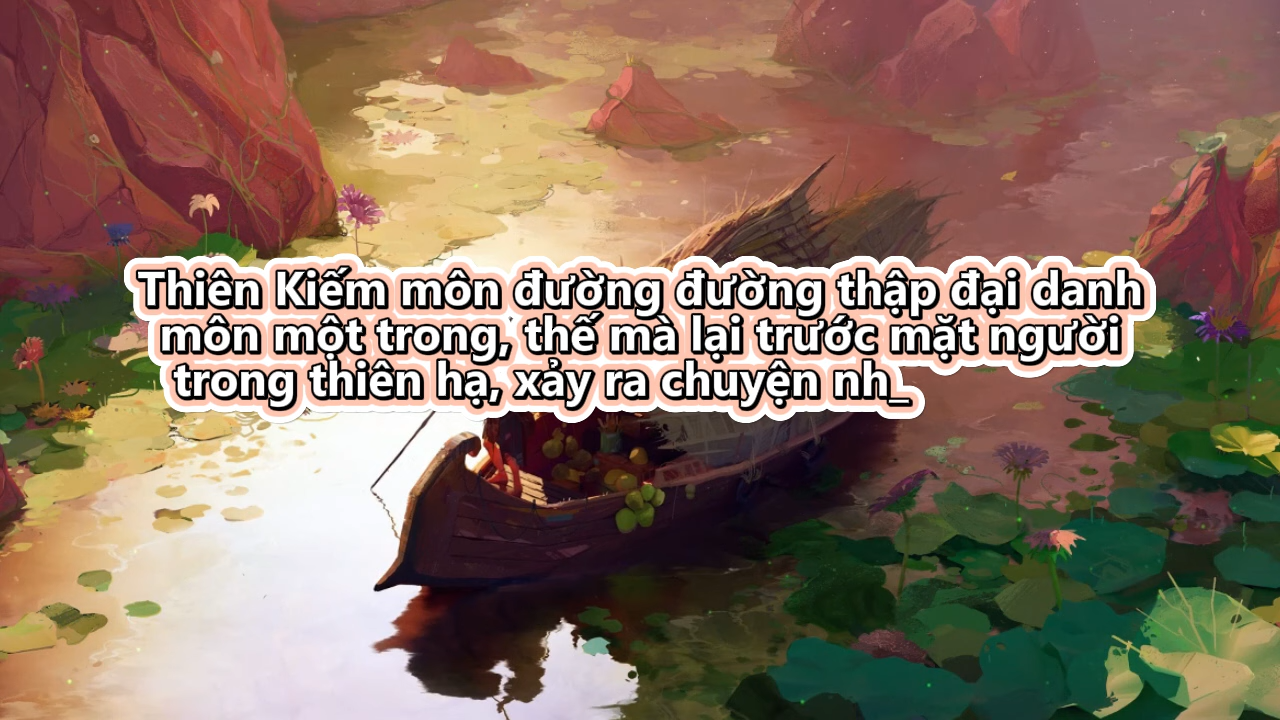 Thiên Kiếm môn đường đường thập đại danh
môn một trong, thế mà lại trước mặt người
trong thiên hạ, xảy ra chuyện nh_